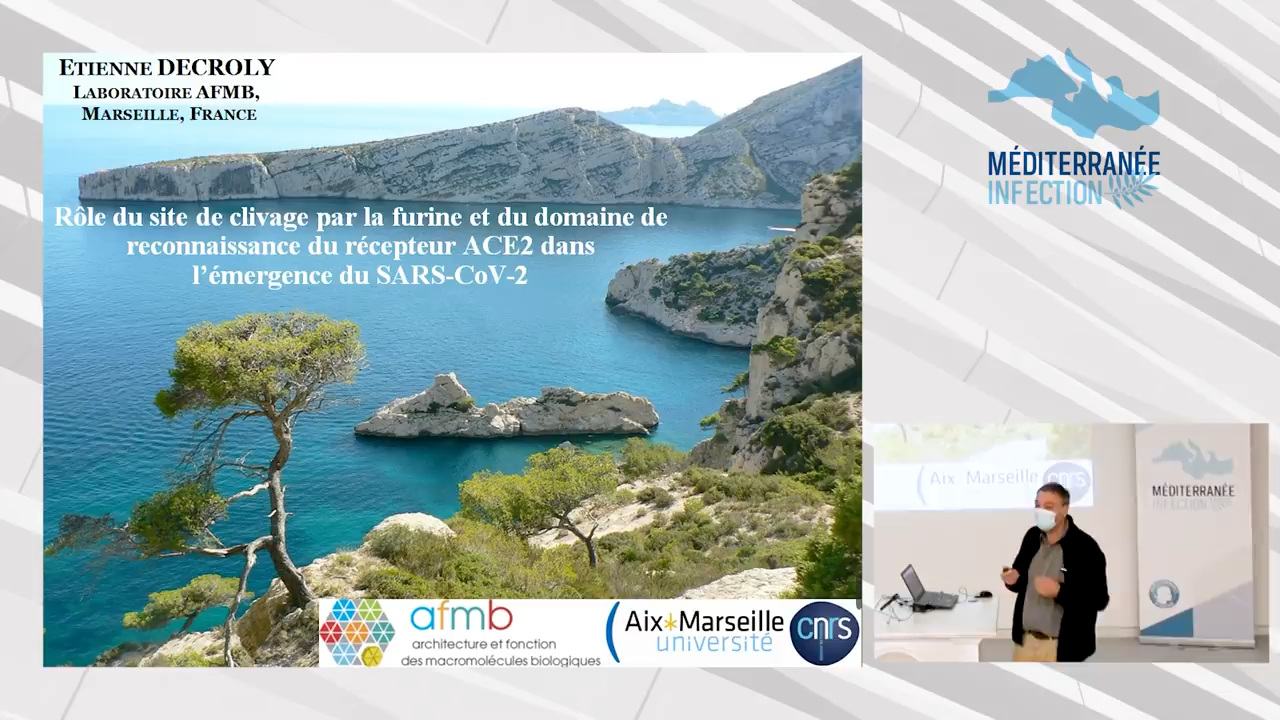 ETIENNE DECROLY
LABORATOIRE AFMB,
MARSEILLE, FRANCE
Rôle du site de clivage par la furine et du domaine de
reconnaissance du récepteur ACE2 dans
l’émergence du SARS-CoV-2
afmb
architecture et fonction
des macromolécules biologiques
Aix*Marseille
université
cnrs
MÉDITERRANÉE
INFECTION
Aix Marseille
cnrs
MÉDITERRANÉE
INFECTION